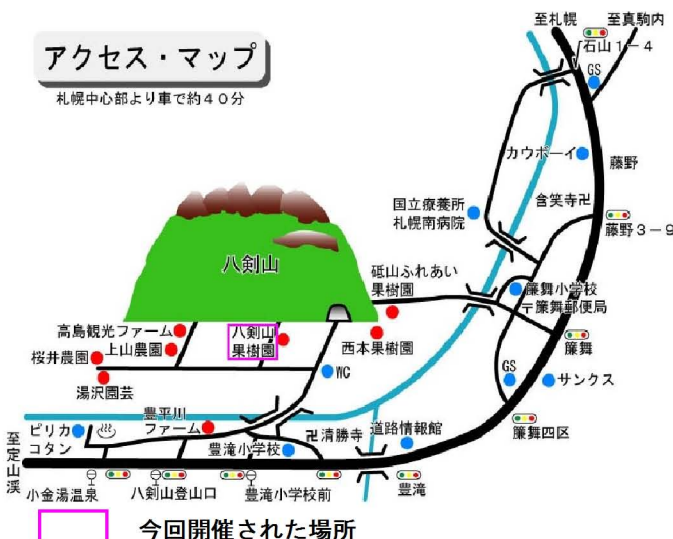 アクセス・マップ
札幌中心部より車で約40分
至札幌
至真駒内
石山1-4
GS
カウボーイ
藤野
含笑寺卍
国立療養所
札幌南病院
藤野3-9
八剣山
砥山ふれあい
果樹園
簾舞小学校
〒簾舞郵便局
高島観光ファーム
上山農園
八剣山
果樹園
簾舞
桜井農園
西本果樹園
WC
GS
サンクス
湯沢園芸
豊平川
ファーム
簾舞四区
ピリカ
コタン
豊滝小学校
卍清勝寺
道路情報館
至定山渓
小金湯温泉
八剣山登山口
豊滝小学校前
豊滝
今回開催された場所